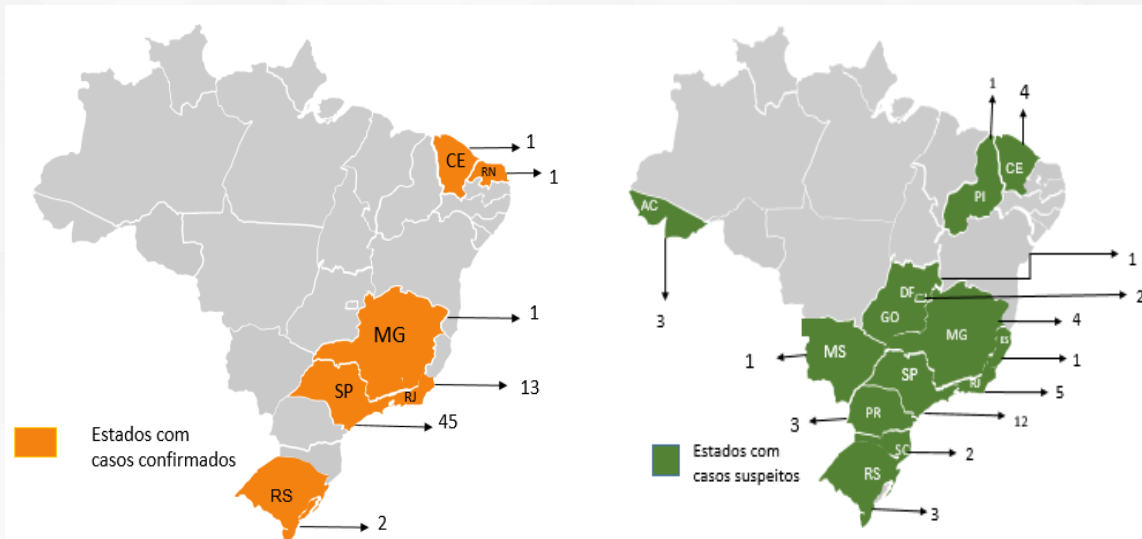 CE
1
RN
1
MG
1
SP
RJ
13
45
Estados com
casos confirmados
RS
2
1
4
CE
PI
AC
3
1
DF
2
GO
MG
4
ES
MS
1
1
SP
RJ
5
PR
3
12
SC
2
Estados com
casos suspeitos
RS
3